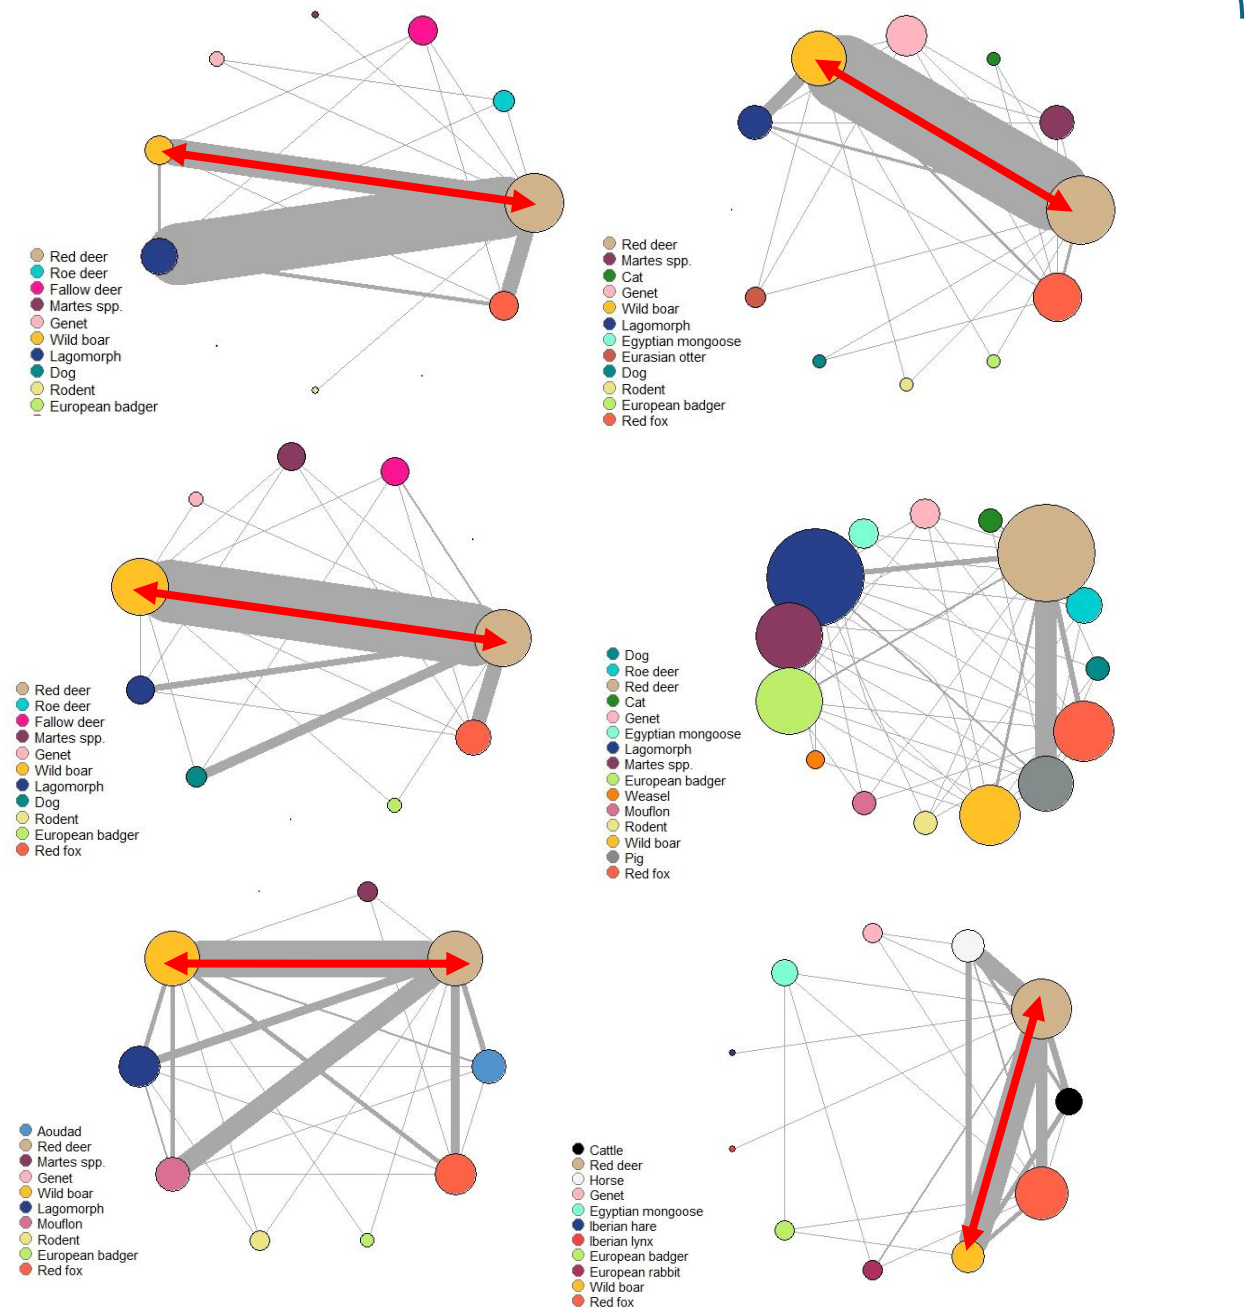 Red deer
Roe deer
Fallow deer
Martes spp.
Genet
Wild boar
Lagomorph
Dog
Rodent
European badger
Red deer
Martes spp.
Cat
Genet
Wild boar
Lagomorph
Egyptian mongoose
Eurasian otter
Dog
Rodent
European badger
Red fox
Red deer
Roe deer
Fallow deer
Martes spp.
Genet
Wild boar
Lagomorph
Dog
Rodent
European badger
Red fox
Dog
Roe deer
Red deer
Cat
Genet
Egyptian mongoose
Lagomorph
Martes spp.
European badger
Weasel
Mouflon
Rodent
Wild boar
Pig
Red fox
Aoudad
Red deer
Martes spp.
Genet
Wild boar
Lagomorph
Mouflon
Rodent
European badger
Red fox
Cattle
Red deer
Horse
Genet
Egyptian mongoose
Iberian hare
Iberian lynx
European badger
European rabbit
Wild boar
Red fox